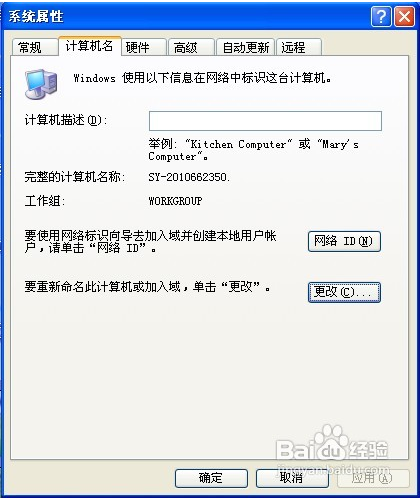 系统属性
常规 计算机名 硬件 高级 自动更新 远程
Windows 使用以下信息在网络中标识这台计算机。
计算机描述(D):
举例: "Kitchen Computer" 或 "Mary's
Computer"。
完整的计算机名称: SY-2010662350.
工作组: WORKGROUP
要使用网络标识向导去加入域并创建本地用户帐
户，请单击“网络 ID”。
网络 ID(N)
要重新命名此计算机或加入域，单击“更改”。
更改(C)...
Baidu经验
jingyan.baidu.com
确定 取消 应用(A)